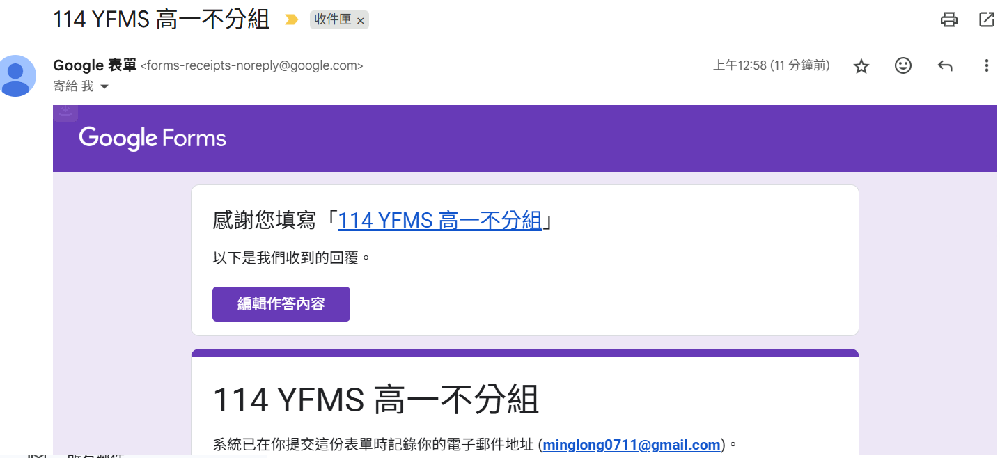 114 YFMS 高一不分組 收件匣 ×
Google 表單 <forms-receipts-noreply@google.com> 上午12:58 (11 分鐘前)
寄給 我
Google Forms
感謝您填寫「114 YFMS 高一不分組」
以下是我們收到的回覆。
編輯作答內容
114 YFMS 高一不分組
系統已在你提交這份表單時記錄你的電子郵件地址 (minglong0711@gmail.com)。